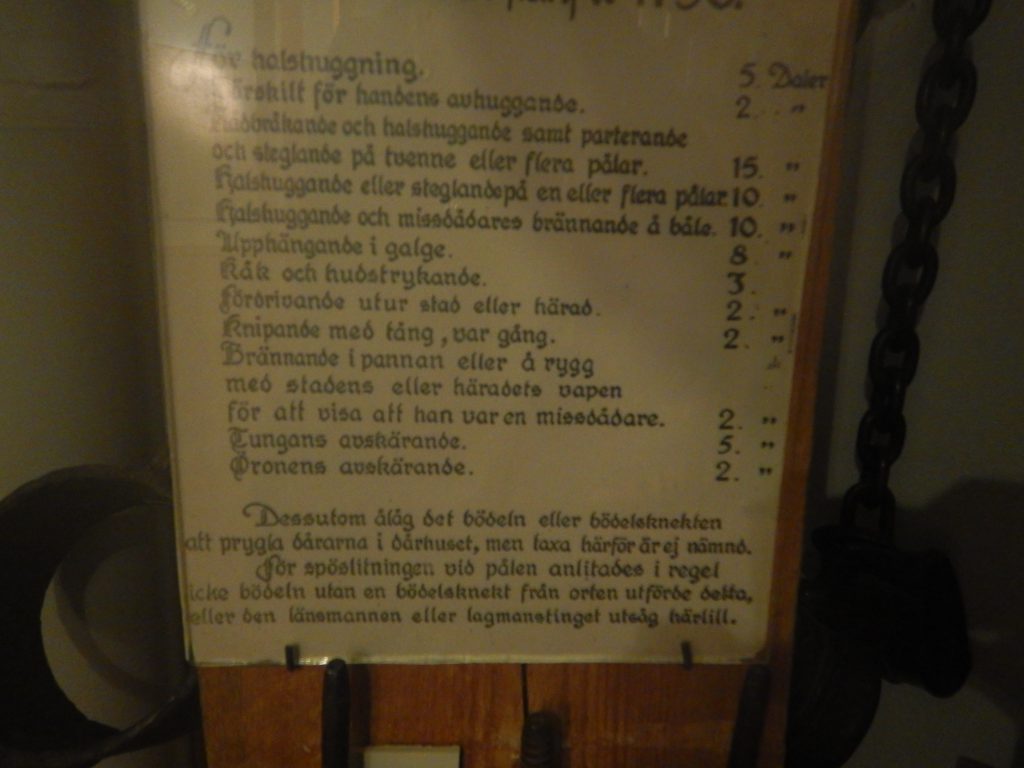 För halshuggning. 5. Daler
Särskilt för handens avhuggande. 2. "
Rådbråkande och halshuggande samt parterande
och steglande på tvenne eller flera pålar. 15. "
Halshuggande eller steglande på en eller flera pålar 10 "
Halshuggande och missdådares brännande å båle. 10. "
Upphängande i galge. 8 "
Kåk och hudstrykande. 3.
Fördrivande utur stad eller härad. 2. "
Knipande med tång, var gång. 2. "
Brännande i pannan eller å rygg
med stadens eller häradets vapen
för att visa att han var en missdådare. 2. "
Tungans avskärande. 5. "
Öronens avskärande. 2. "
Dessutom ålåg det bödeln eller bödelsknekten
att prygla dårarna i dårhuset, men taxa härför är ej nämnd.
För spöslitningen vid pålen anlitades i regel
icke bödeln utan en bödelsknekt från orten utförde detta,
eller den länsmannen eller lagmanstinget utsåg härtill.